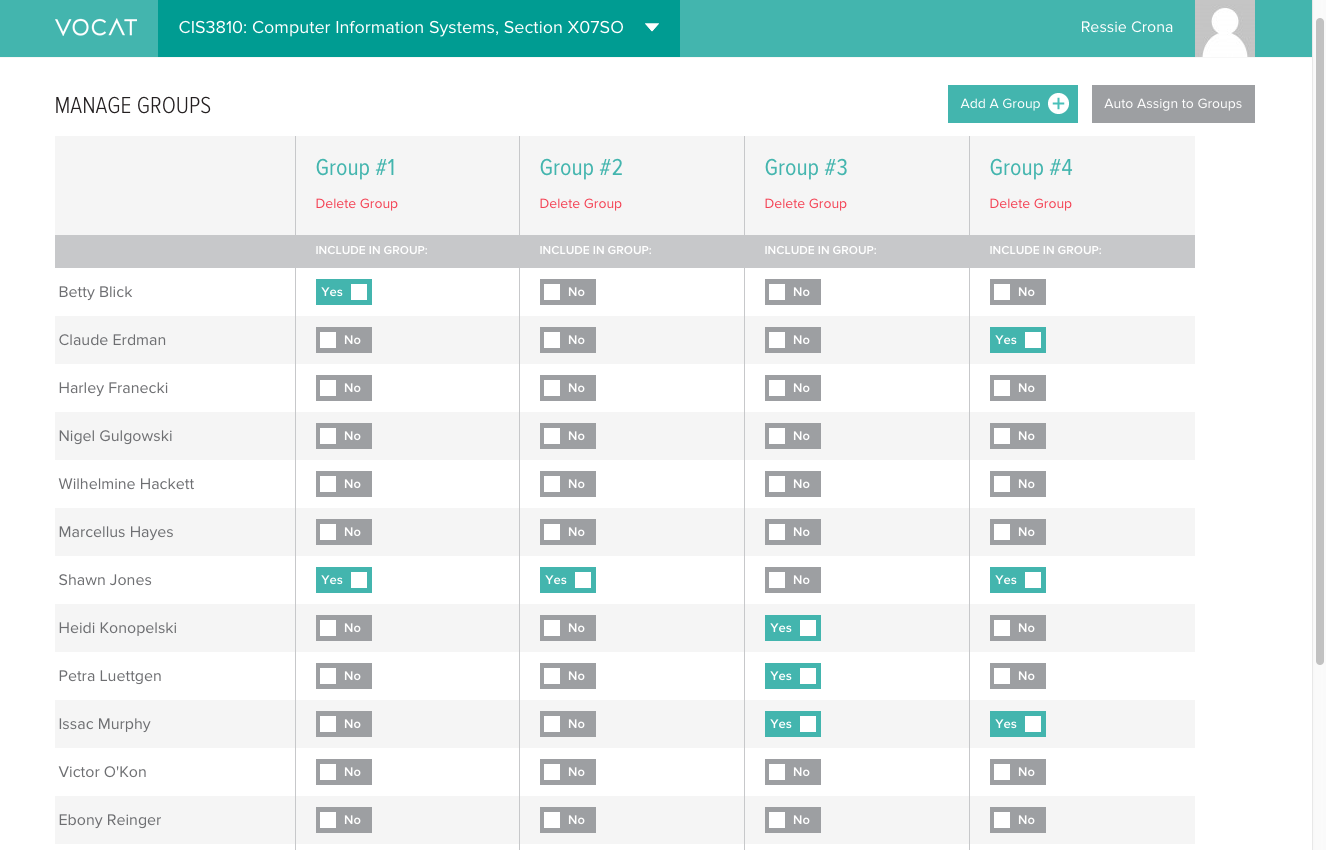 VOCAT CIS3810: Computer Information Systems, Section X07SO Ressie Crona
MANAGE GROUPS Add A Group Auto Assign to Groups
Group #1 Group #2 Group #3 Group #4
Delete Group Delete Group Delete Group Delete Group
INCLUDE IN GROUP: INCLUDE IN GROUP: INCLUDE IN GROUP: INCLUDE IN GROUP:
Betty Blick Yes No No No
Claude Erdman No No No Yes
Harley Franecki No No No No
Nigel Gulgowski No No No No
Wilhelmine Hackett No No No No
Marcellus Hayes No No No No
Shawn Jones Yes Yes No Yes
Heidi Konopelski No No Yes No
Petra Luettgen No No Yes No
Issac Murphy No No Yes Yes
Victor O'Kon No No No No
Ebony Reinger No No No No